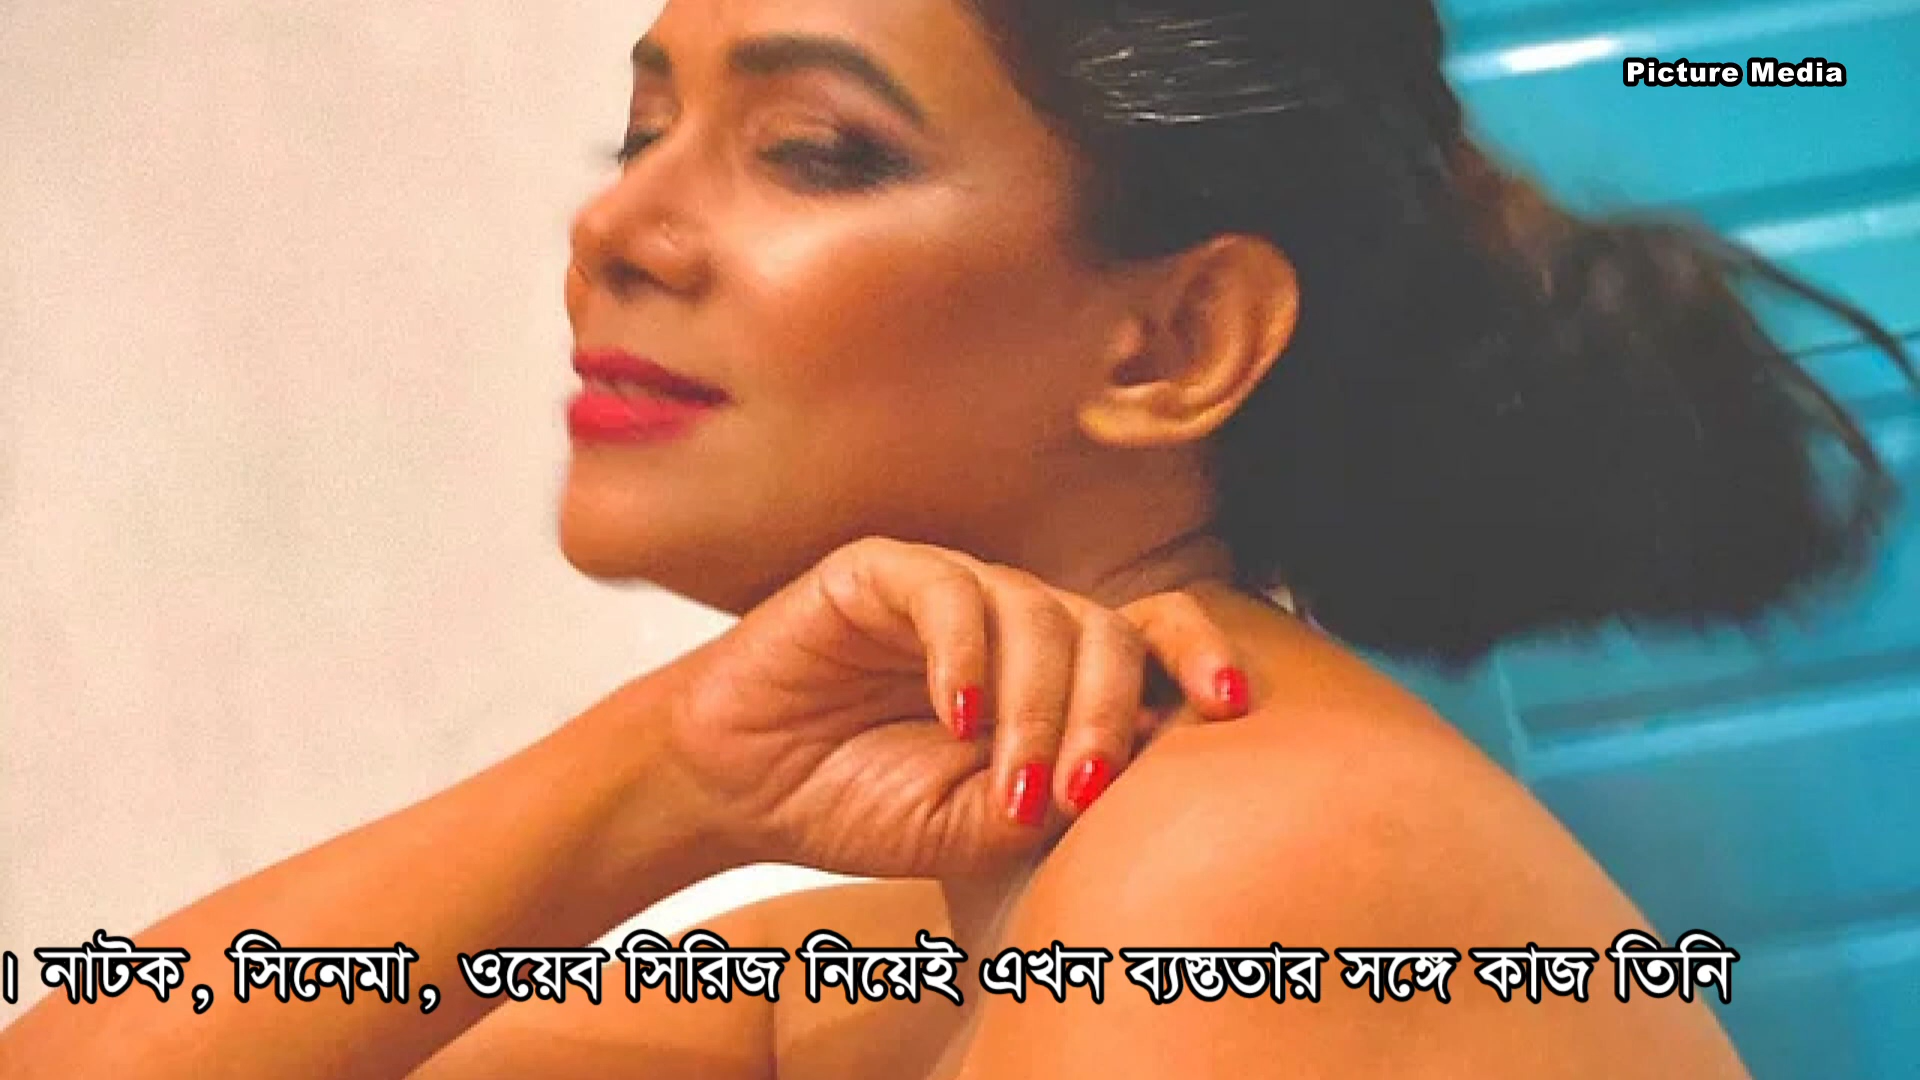 Picture Media
। নাটক, সিনেমা, ওয়েব সিরিজ নিয়েই এখন ব্যস্ততার সঙ্গে কাজ তিনি